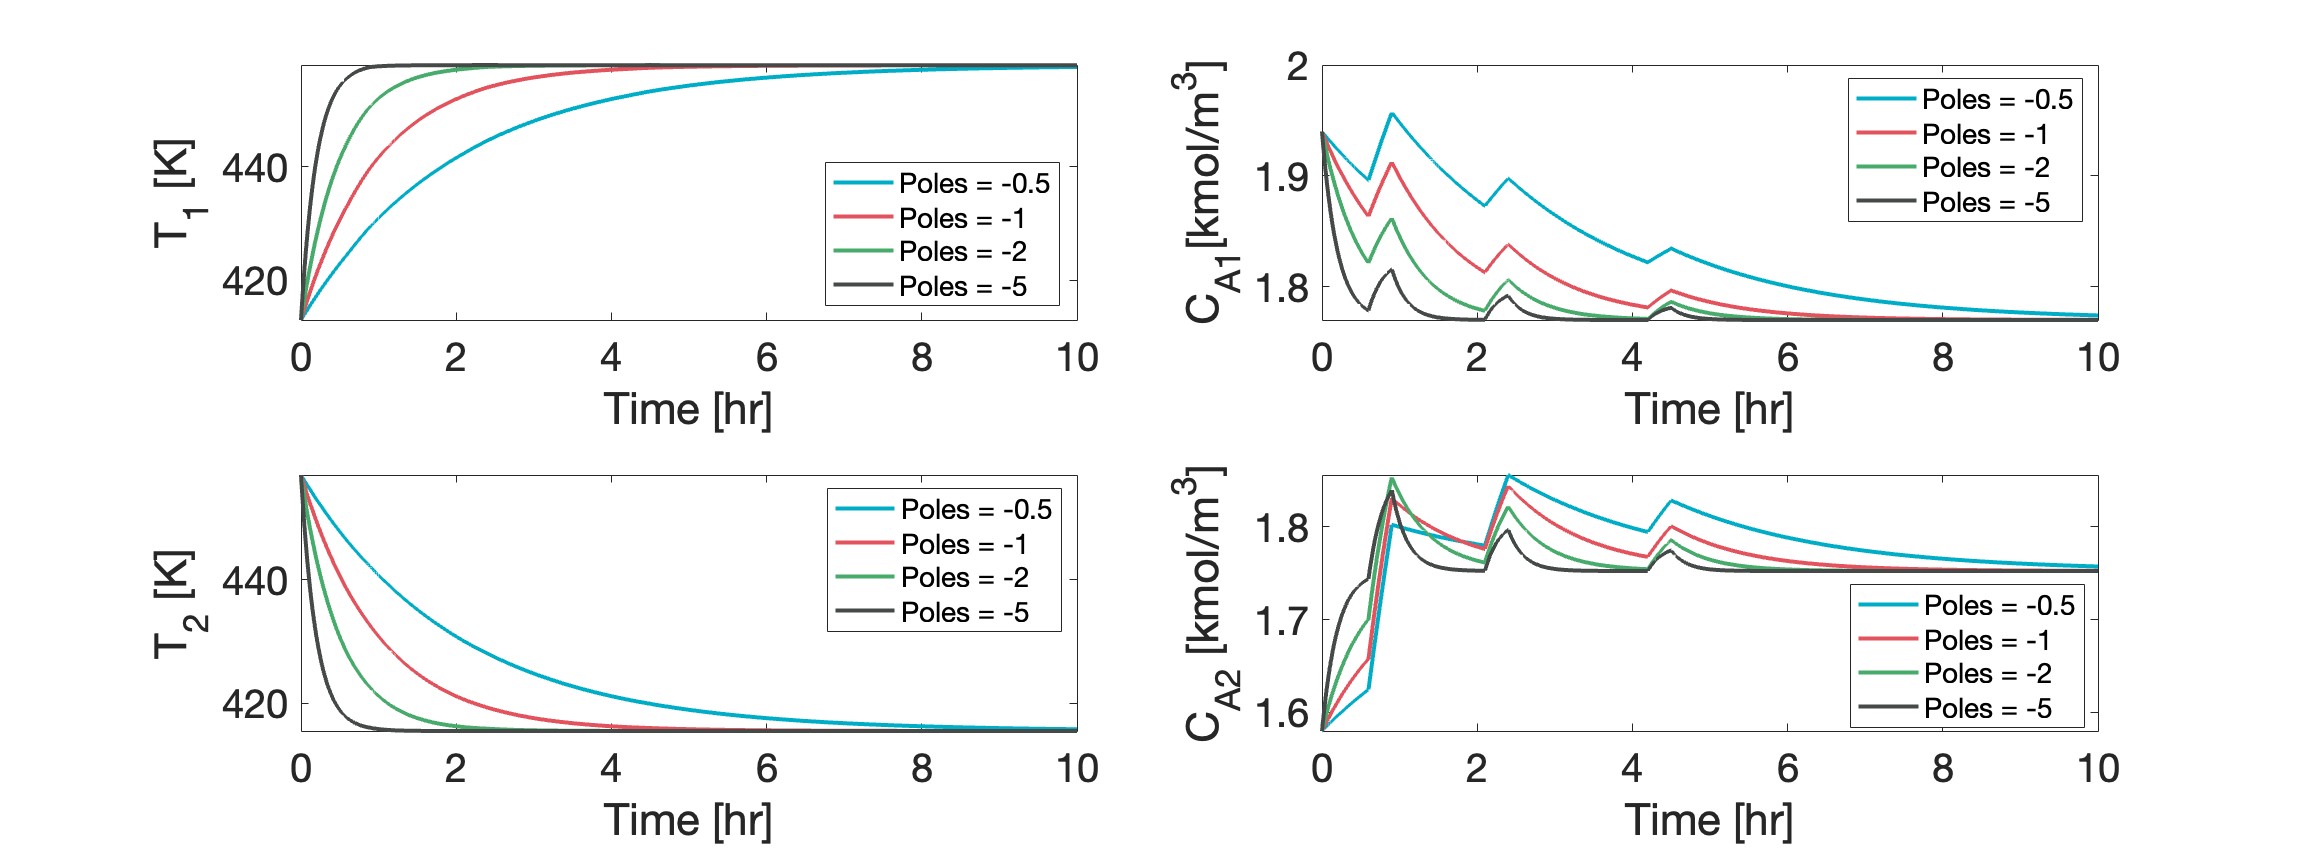 T1 [K]
440
420
Poles = -0.5
Poles = -1
Poles = -2
Poles = -5
0 2 4 6 8 10
Time [hr]
CA1[kmol/m3]
2
1.9
1.8
Poles = -0.5
Poles = -1
Poles = -2
Poles = -5
0 2 4 6 8 10
Time [hr]
T2 [K]
440
420
Poles = -0.5
Poles = -1
Poles = -2
Poles = -5
0 2 4 6 8 10
Time [hr]
CA2 [kmol/m3]
1.8
1.7
1.6
Poles = -0.5
Poles = -1
Poles = -2
Poles = -5
0 2 4 6 8 10
Time [hr]